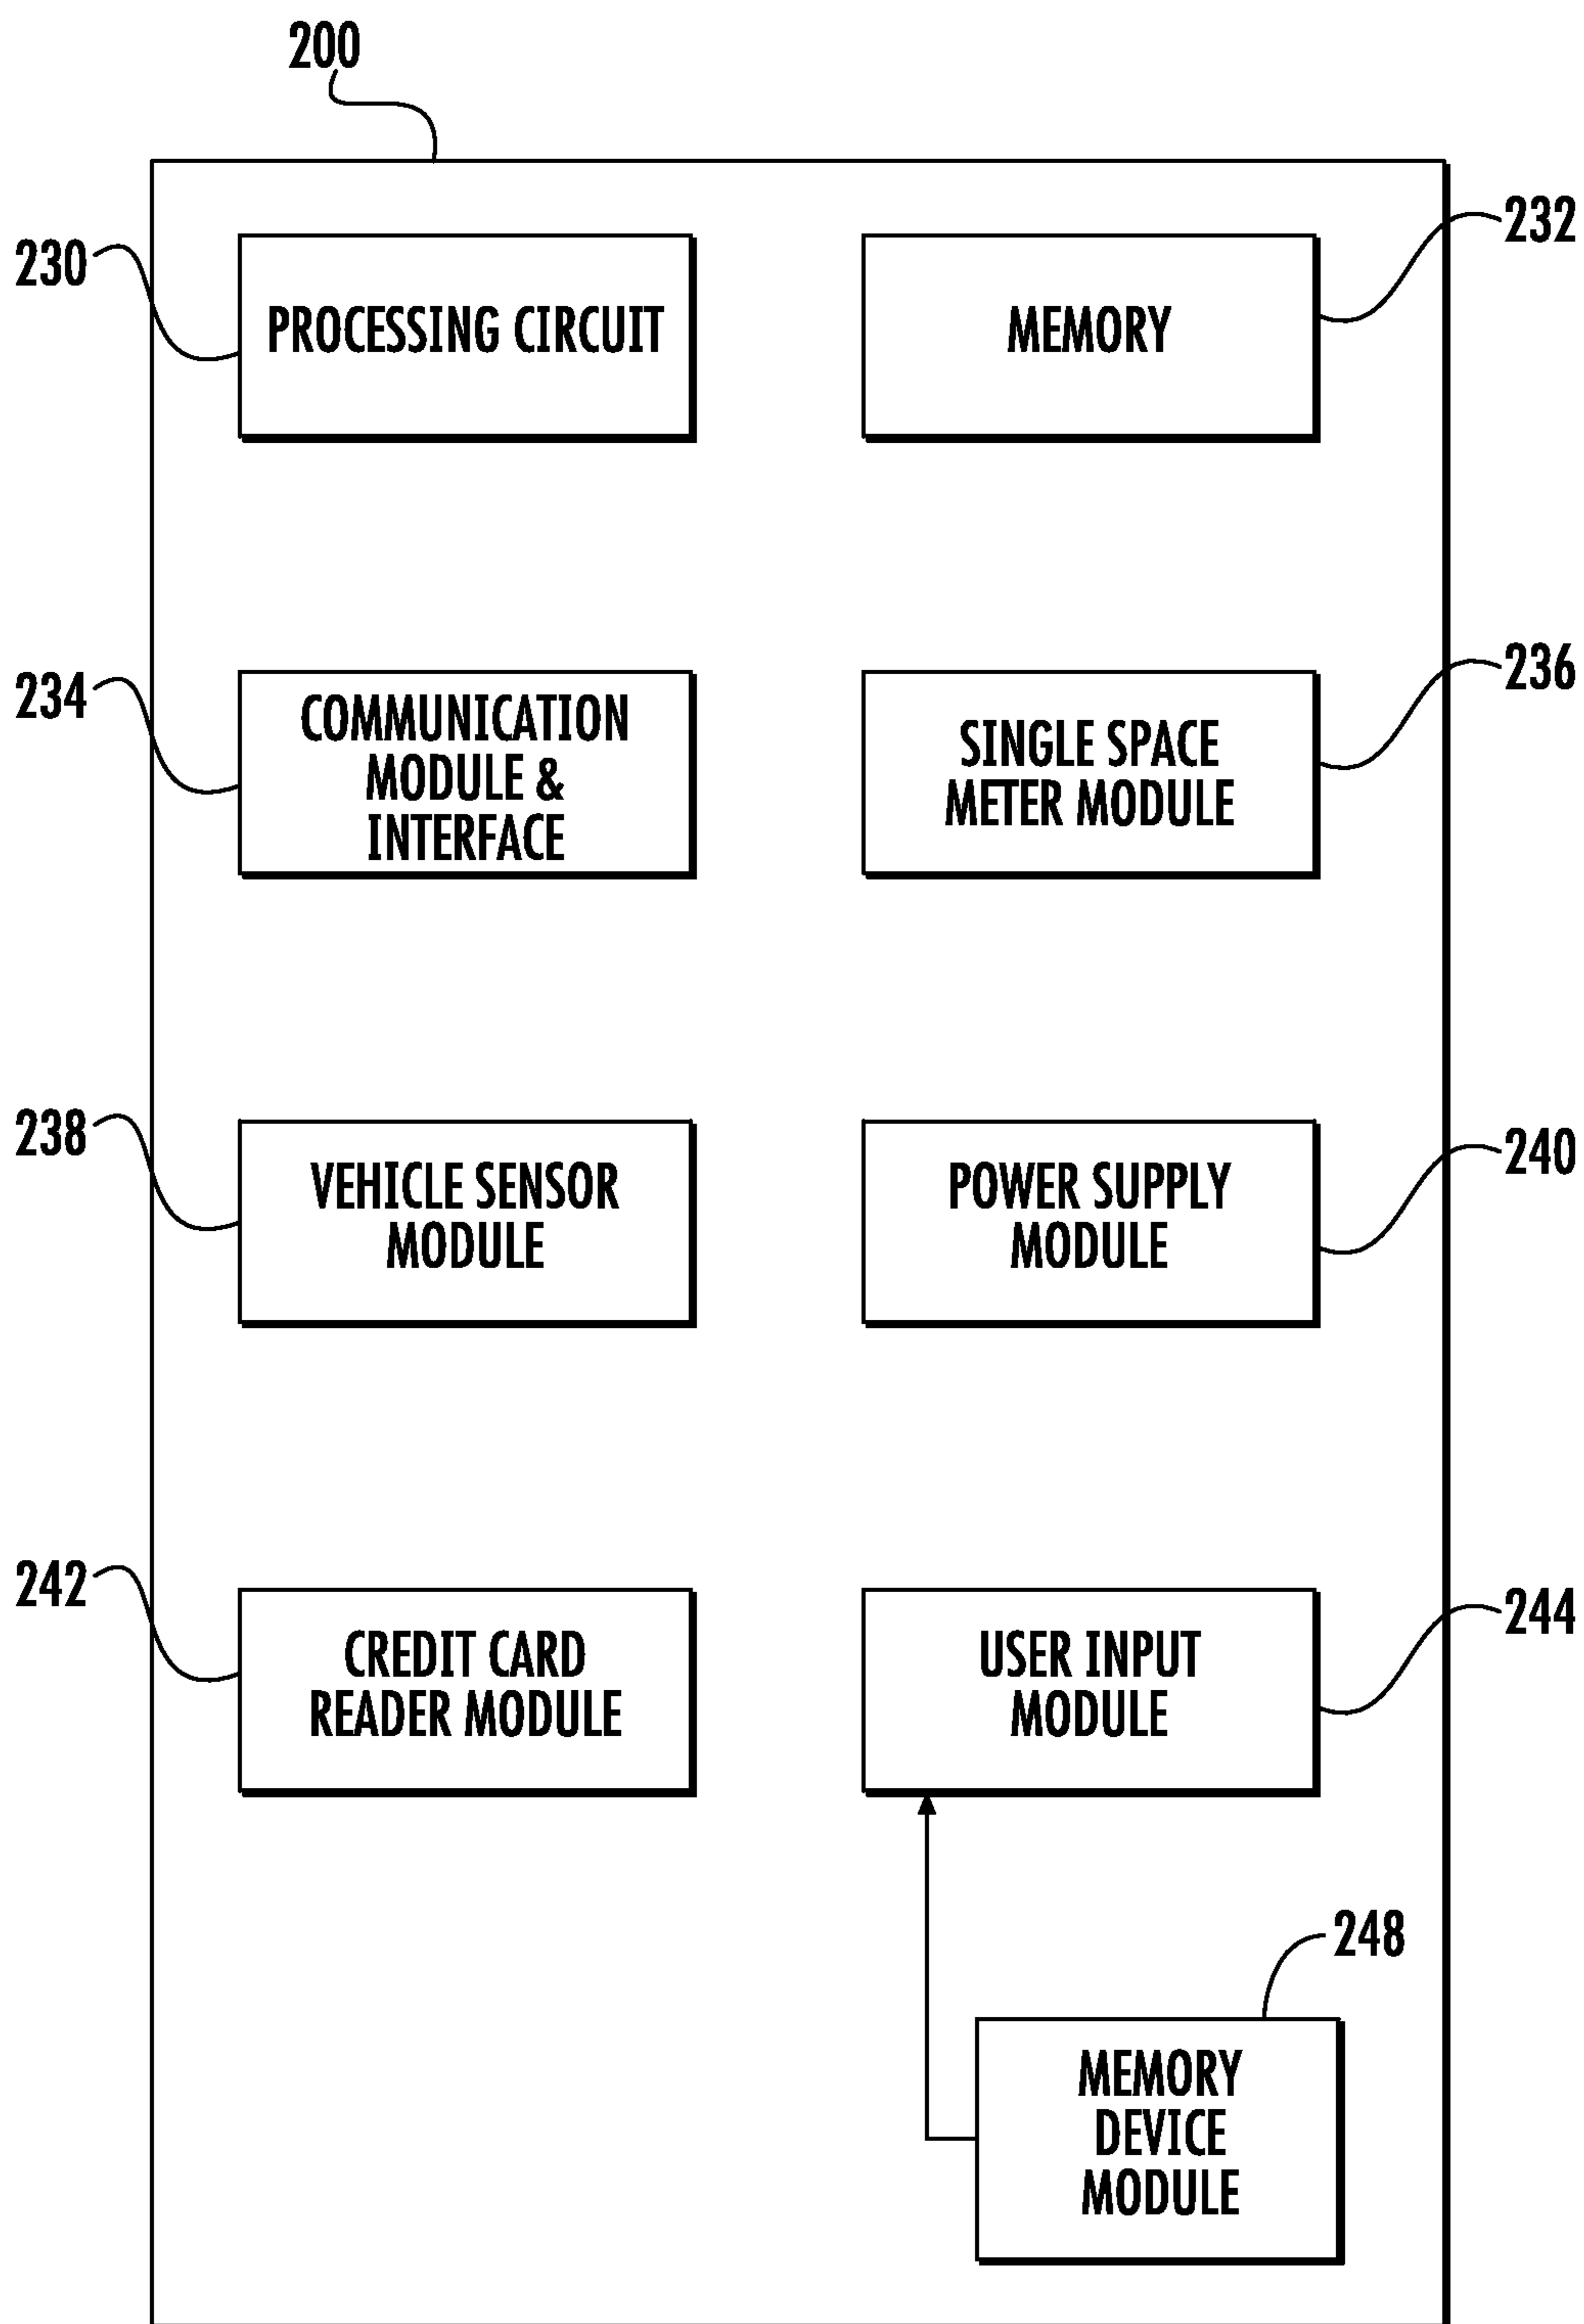 200
230
PROCESSING CIRCUIT
MEMORY
232
234
COMMUNICATION
MODULE &
INTERFACE
SINGLE SPACE
METER MODULE
236
238
VEHICLE SENSOR
MODULE
POWER SUPPLY
MODULE
240
242
CREDIT CARD
READER MODULE
USER INPUT
MODULE
244
248
MEMORY
DEVICE
MODULE